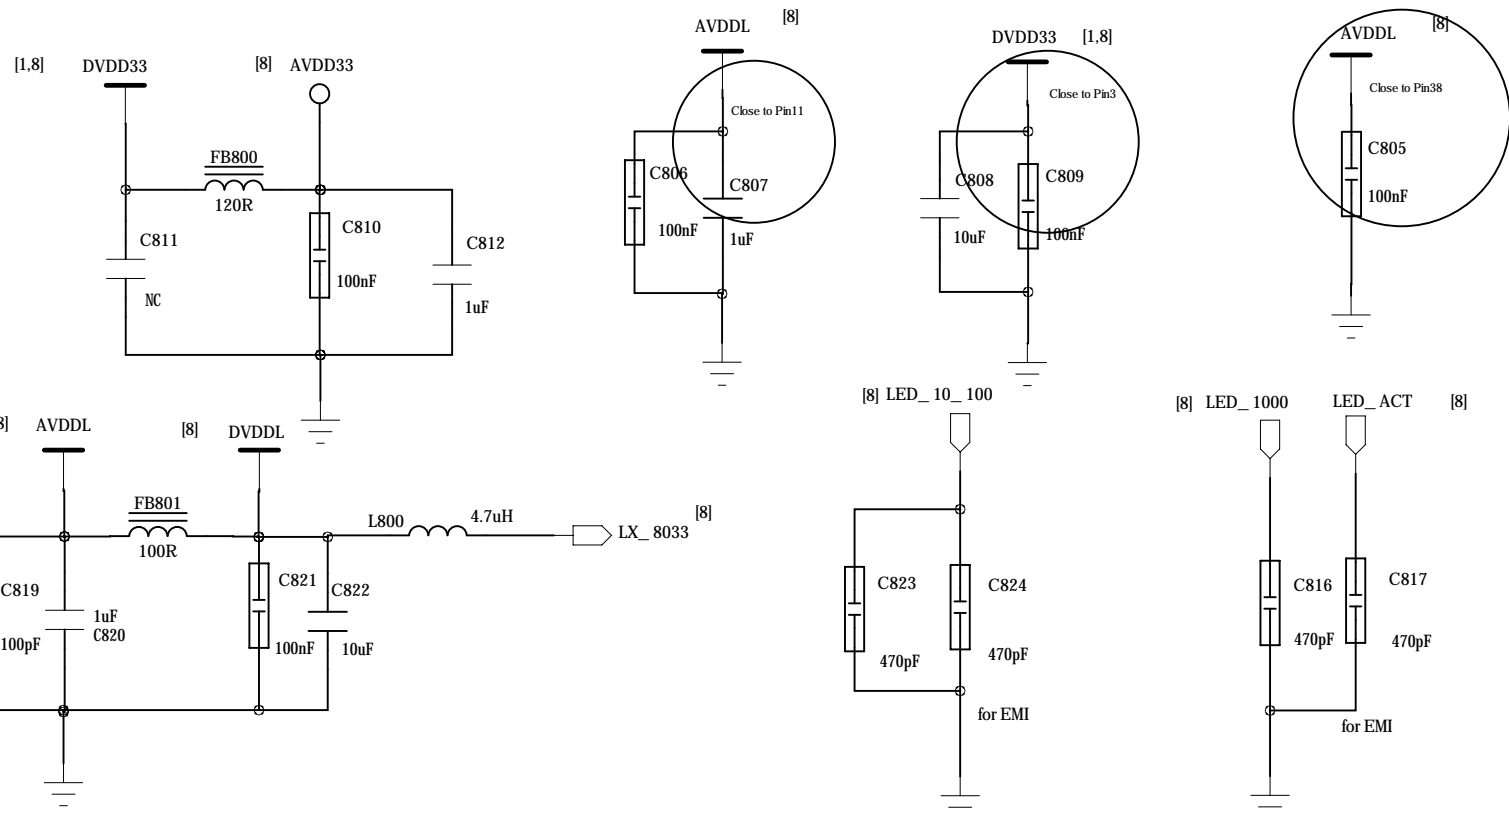 [1,8] DVDD33
[8] AVDD33
FB800
120R
C811
NC
C810
100nF
C812
1uF
AVDDL [8]
Close to Pin11
C806
100nF
C807
1uF
DVDD33 [1,8]
Close to Pin3
C808
10uF
C809
100nF
AVDDL [8]
Close to Pin38
C805
100nF
8] AVDDL
[8] DVDDL
FB801
100R
L800 4.7uH
LX_8033 [8]
C819
100pF
1uF
C820
C821
100nF
C822
10uF
[8] LED_10_100
C823
470pF
C824
470pF
for EMI
[8] LED_1000
LED_ACT [8]
C816
470pF
C817
470pF
for EMI